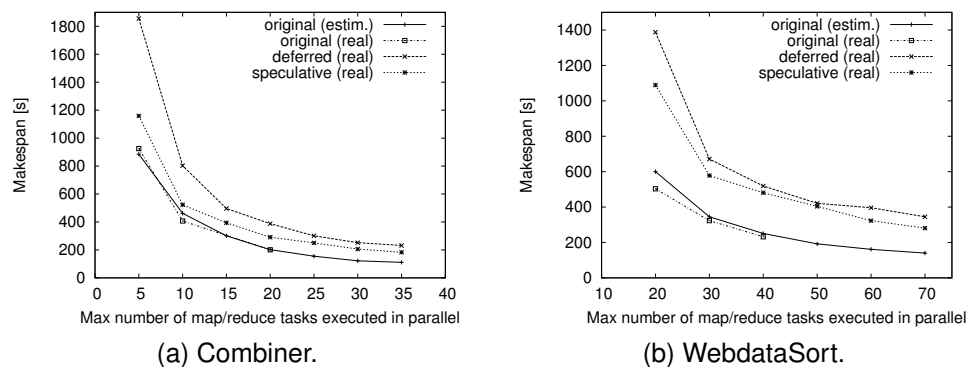 1800
1600
1400
1200
1000
800
600
400
200
0
Makespan [s]
original (estim.)
original (real)
deferred (real)
speculative (real)
0 5 10 15 20 25 30 35 40
Max number of map/reduce tasks executed in parallel
(a) Combiner.
1400
1200
1000
800
600
400
200
0
Makespan [s]
original (estim.)
original (real)
deferred (real)
speculative (real)
10 20 30 40 50 60 70
Max number of map/reduce tasks executed in parallel
(b) WebdataSort.